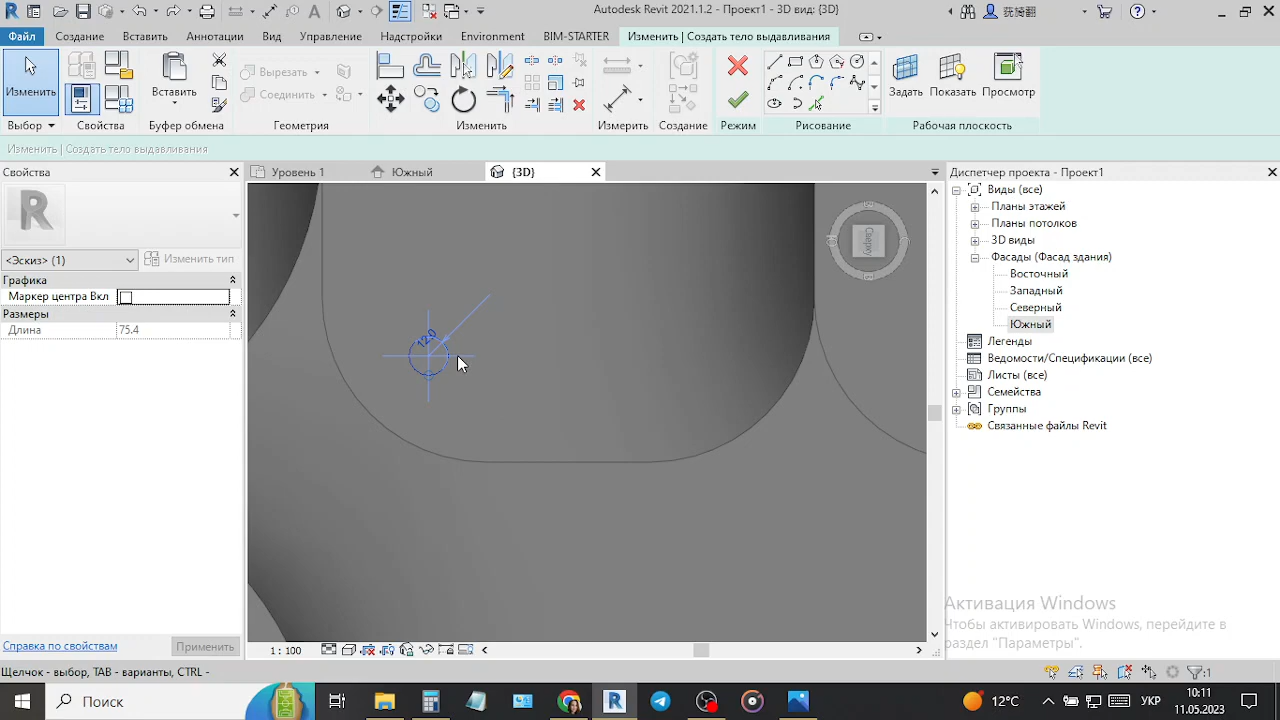 Autodesk Revit 2021.1.2 - Проект1 - 3D вид: {3D}
Файл Создание Вставить Аннотации Вид Управление Надстройки Environment BIM-STARTER Изменить | Создать тело выдавливания
Изменить Вставить Вырезать Соединить Задать Показать Просмотр
Выбор Свойства Буфер обмена Геометрия Изменить Измерить Создание Режим Рисование Рабочая плоскость
Изменить | Создать тело выдавливания
Свойства
Уровень 1 Южный {3D}
Диспетчер проекта - Проект1
R
<Эскиз> (1) Изменить тип
Графика
Маркер центра Вкл
Размеры
Длина 75.4
12.0
Сверху
Виды (все)
Планы этажей
Планы потолков
3D виды
Фасады (Фасад здания)
Восточный
Западный
Северный
Южный
Легенды
Ведомости/Спецификации (все)
Листы (все)
Семейства
Группы
Связанные файлы Revit
Активация Windows
Чтобы активировать Windows, перейдите в
раздел "Параметры".
Справка по свойствам Применить
1 : 100
Щелчок - выбор, TAB - варианты, CTRL -
:1
Поиск
12°C
УКР
10:11
11.05.2023